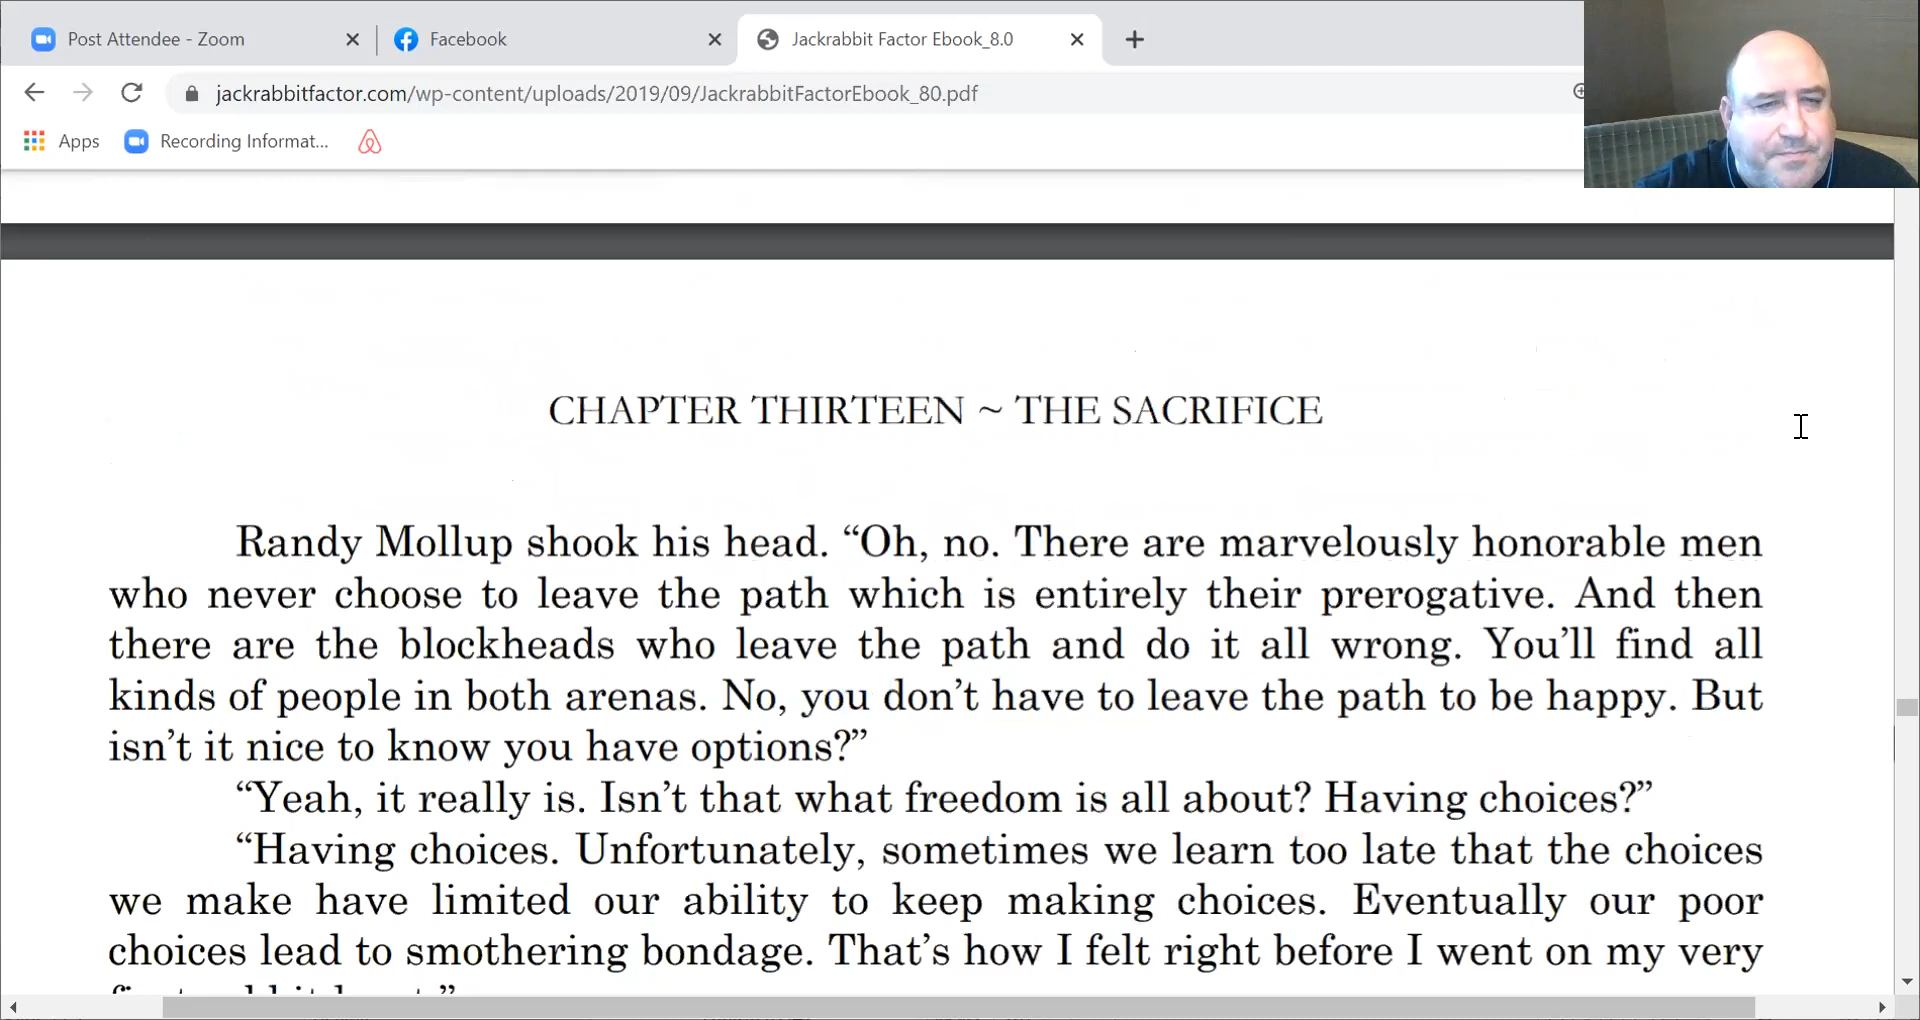 Post Attendee - Zoom
Facebook
Jackrabbit Factor Ebook_8.0
jackrabbitfactor.com/wp-content/uploads/2019/09/JackrabbitFactorEbook_80.pdf
Apps
Recording Informat...
CHAPTER THIRTEEN ~ THE SACRIFICE
Randy Mollup shook his head. “Oh, no. There are marvelously honorable men
who never choose to leave the path which is entirely their prerogative. And then
there are the blockheads who leave the path and do it all wrong. You’ll find all
kinds of people in both arenas. No, you don’t have to leave the path to be happy. But
isn’t it nice to know you have options?”
“Yeah, it really is. Isn’t that what freedom is all about? Having choices?”
“Having choices. Unfortunately, sometimes we learn too late that the choices
we make have limited our ability to keep making choices. Eventually our poor
choices lead to smothering bondage. That’s how I felt right before I went on my very